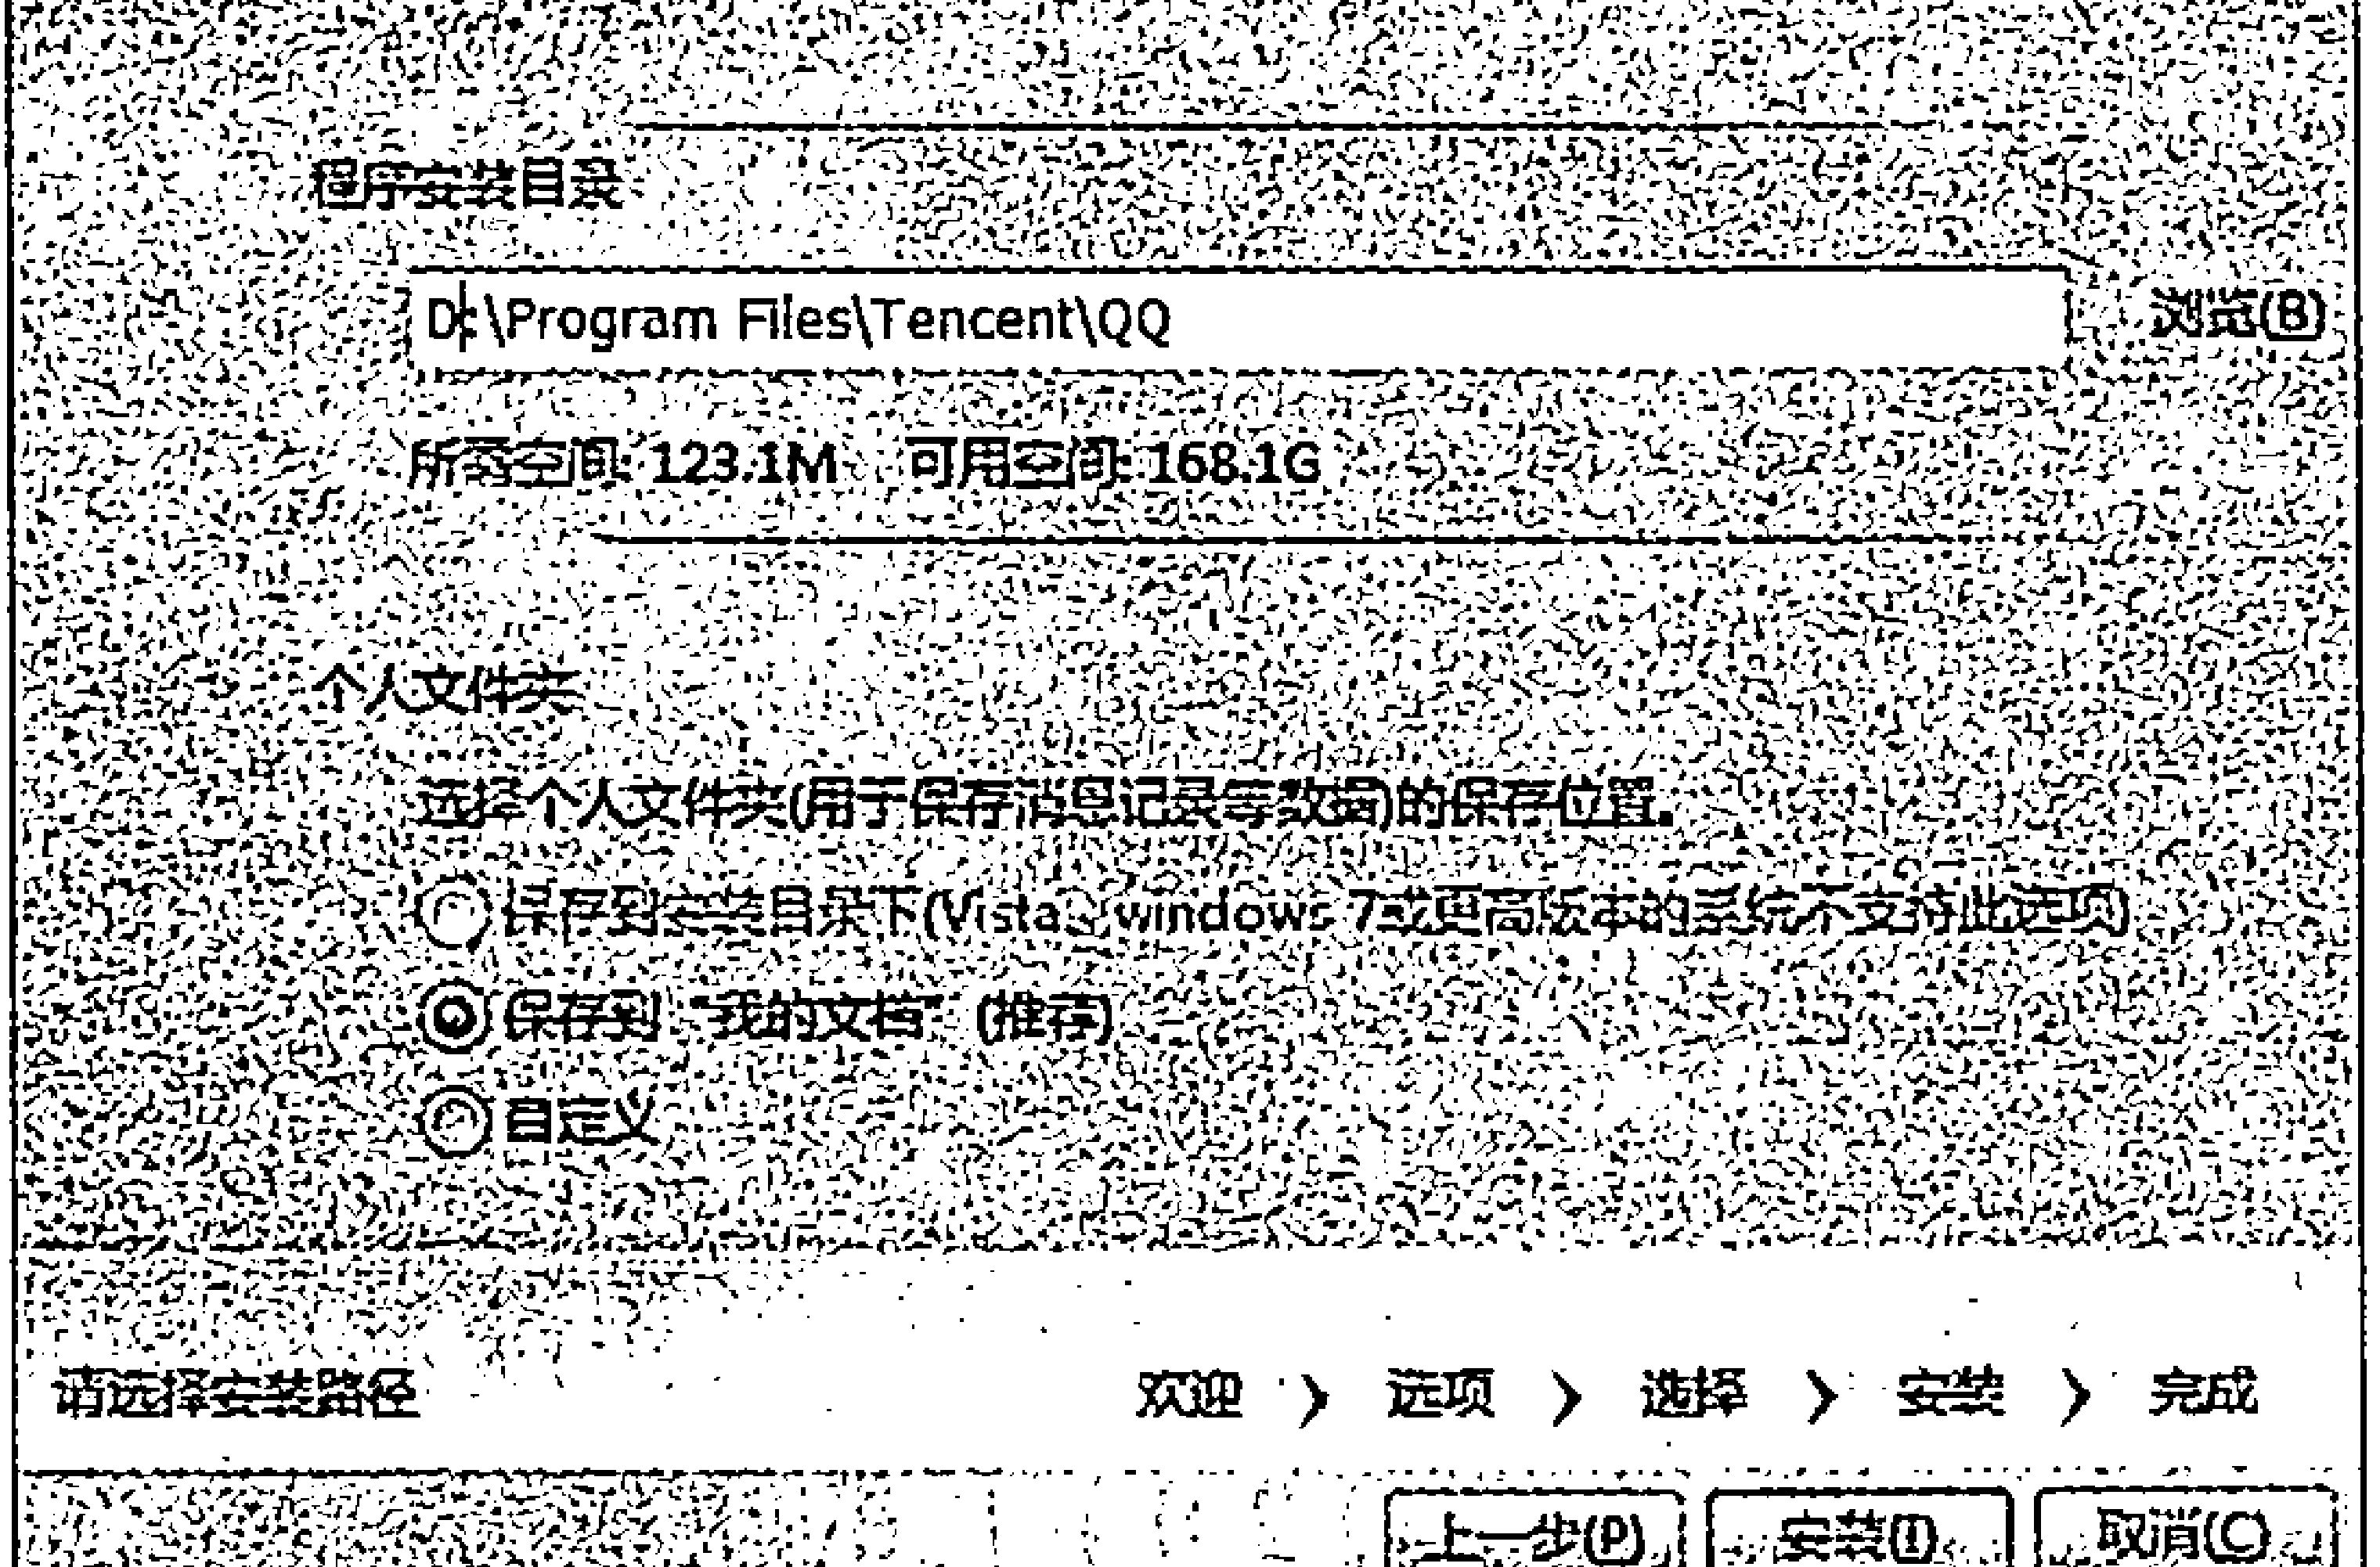 程序安装目录
D:\Program Files\Tencent\QQ 浏览(B)
所需空间: 123.1M 可用空间: 168.1G
个人文件夹
选择个人文件夹(用于保存消息记录等数据)的保存位置.
保存到安装目录下(Vista、windows 7或更高版本的系统不支持此选项)
保存到 "我的文档" (推荐)
自定义
请选择安装路径 欢迎 > 选项 > 选择 > 安装 > 完成
上一步(P) 安装(I) 取消(C)